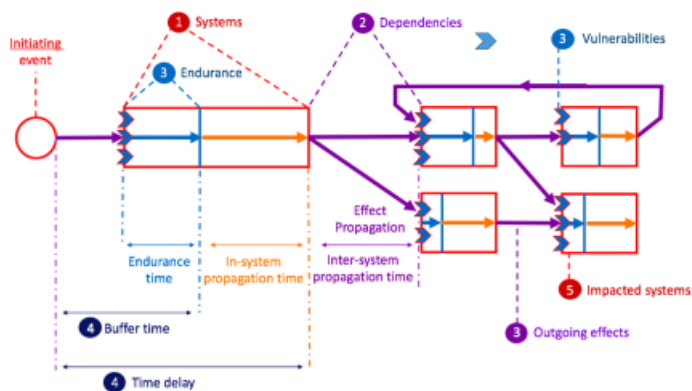 1 Systems
2 Dependencies
3 Vulnerabilities
Initiating
event
3 Endurance
Effect
Propagation
Endurance
time
In-system
propagation time
Inter-system
propagation time
5 Impacted systems
4 Buffer time
3 Outgoing effects
4 Time delay